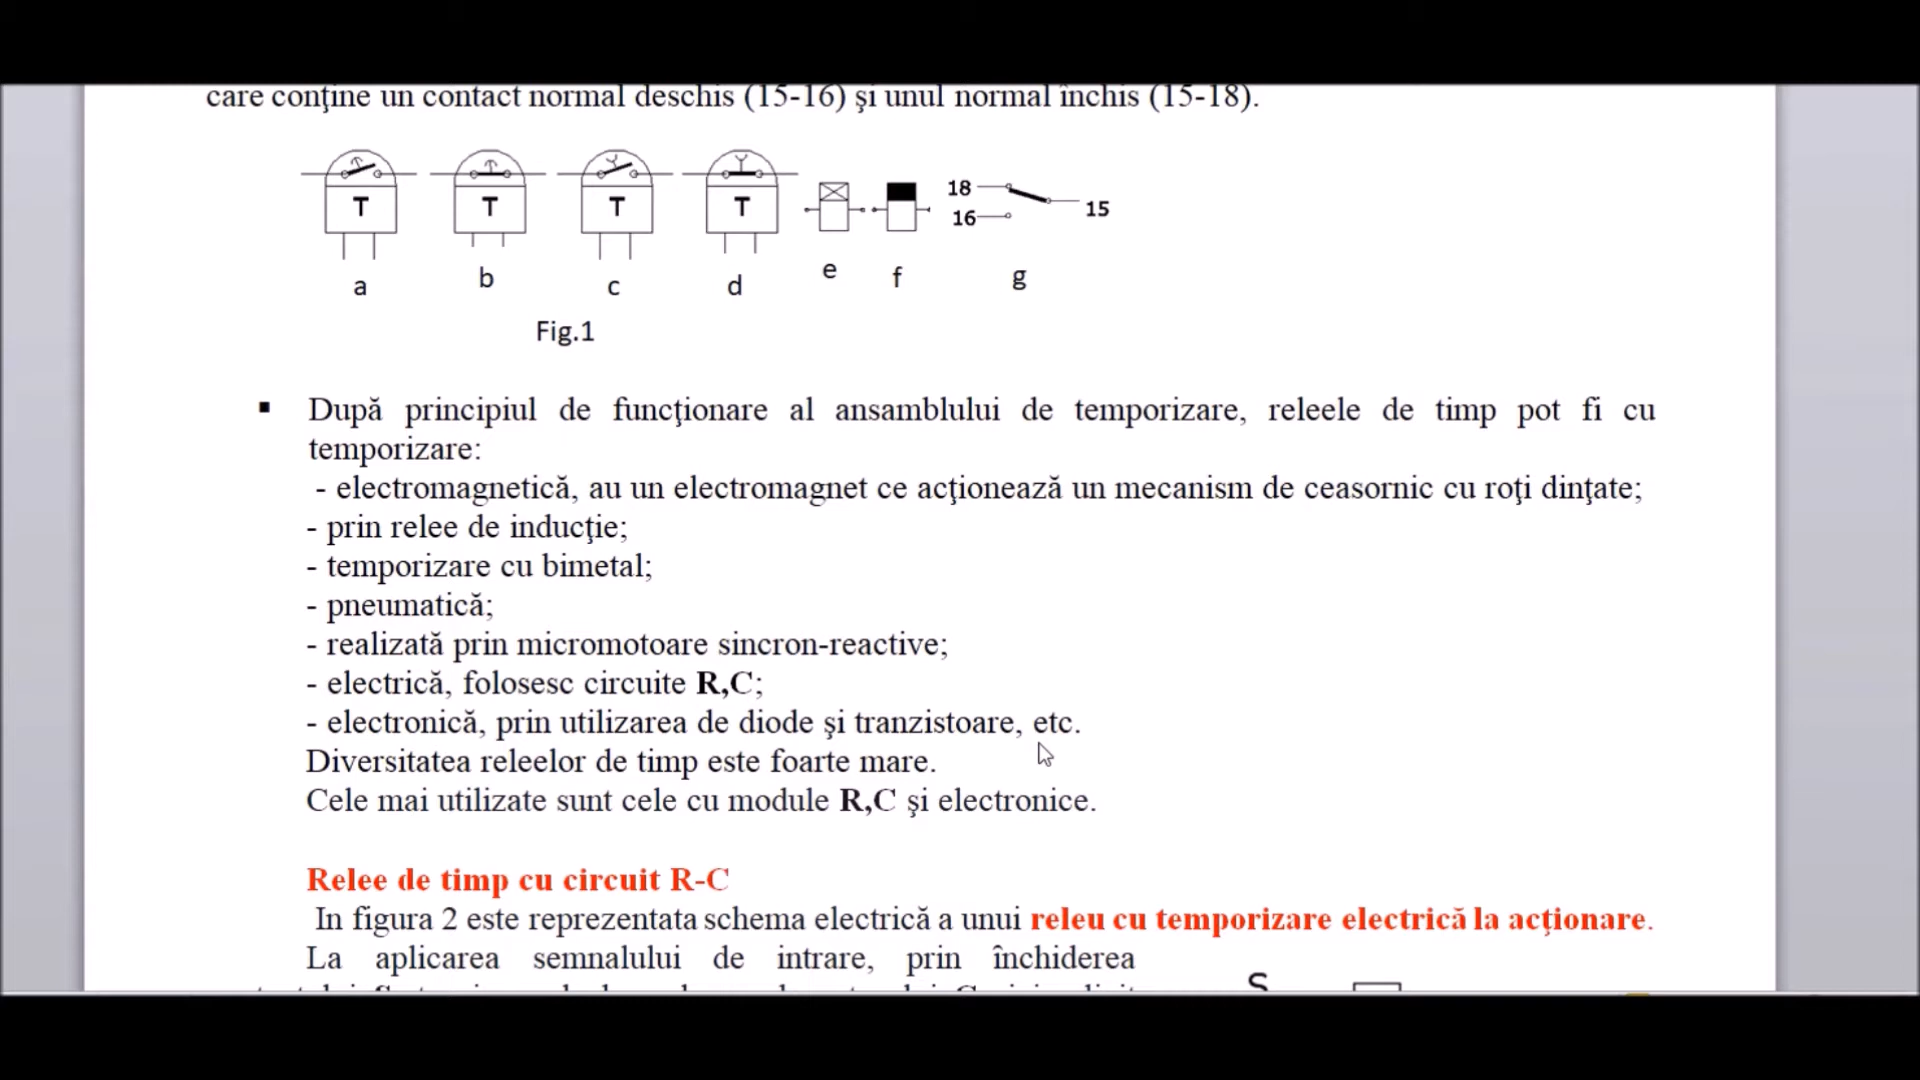 care conţine un contact normal deschis (15-16) şi unul normal închis (15-18).
T T T T 18 16 15
a b c d e f g
Fig.1
▪ După principiul de funcţionare al ansamblului de temporizare, releele de timp pot fi cu
temporizare:
- electromagnetică, au un electromagnet ce acţionează un mecanism de ceasornic cu roţi dinţate;
- prin relee de inducţie;
- temporizare cu bimetal;
- pneumatică;
- realizată prin micromotoare sincron-reactive;
- electrică, folosesc circuite R,C;
- electronică, prin utilizarea de diode şi tranzistoare, etc.
Diversitatea releelor de timp este foarte mare.
Cele mai utilizate sunt cele cu module R,C şi electronice.
Relee de timp cu circuit R-C
In figura 2 este reprezentata schema electrică a unui releu cu temporizare electrică la acţionare.
La aplicarea semnalului de intrare, prin închiderea
S